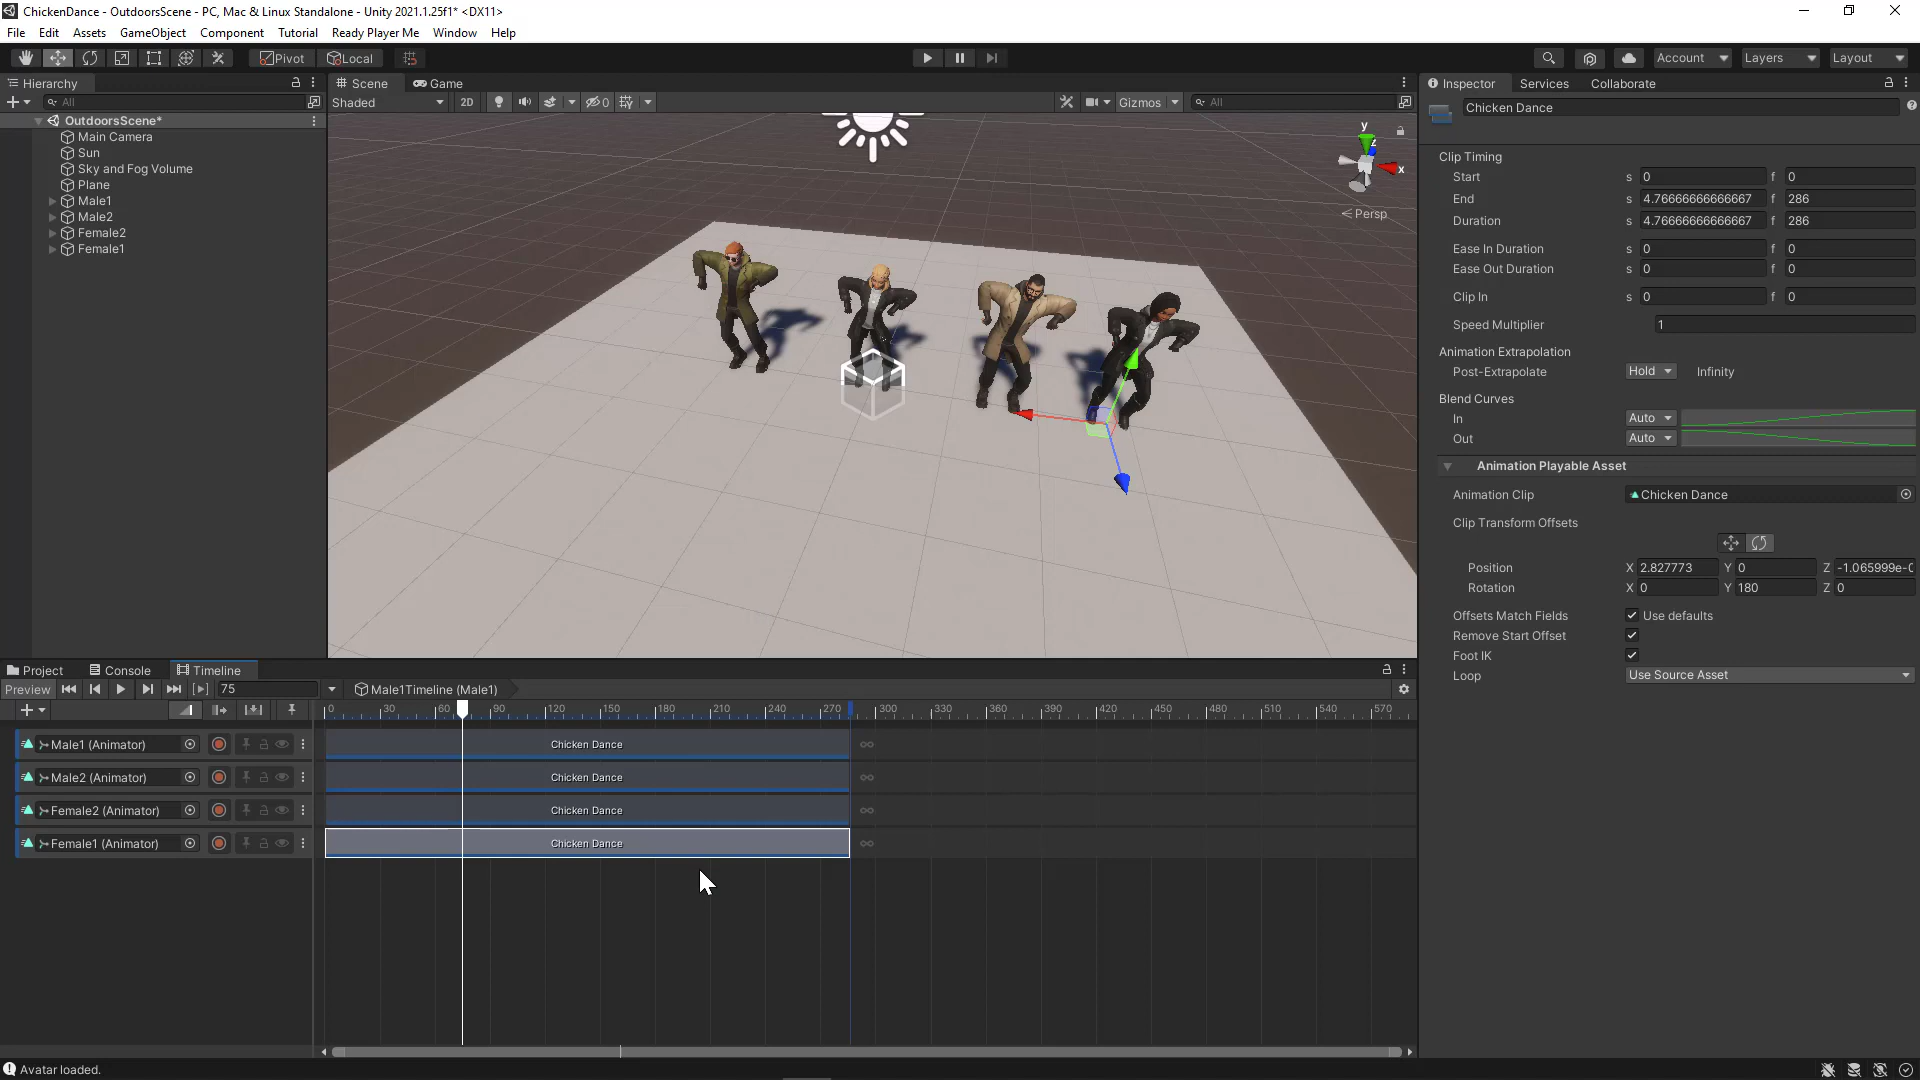 ChickenDance - OutdoorsScene - PC, Mac & Linux Standalone - Unity 2021.1.25f1* <DX11>
File Edit Assets GameObject Component Tutorial Ready Player Me Window Help
Pivot Local Account Layers Layout
Hierarchy
All
OutdoorsScene*
Main Camera
Sun
Sky and Fog Volume
Plane
Male1
Male2
Female2
Female1
Scene Game
Shaded 2D 0 Gizmos All
y
z
x
Persp
Inspector Services Collaborate
Chicken Dance
Clip Timing
Start s 0 f 0
End s 4.76666666666667 f 286
Duration s 4.76666666666667 f 286
Ease In Duration s 0 f 0
Ease Out Duration s 0 f 0
Clip In s 0 f 0
Speed Multiplier 1
Animation Extrapolation
Post-Extrapolate Hold Infinity
Blend Curves
In Auto
Out Auto
Animation Playable Asset
Animation Clip Chicken Dance
Clip Transform Offsets
Position X 2.827773 Y 0 Z -1.065999e-0
Rotation X 0 Y 180 Z 0
Offsets Match Fields Use defaults
Remove Start Offset
Foot IK
Loop Use Source Asset
Project Console Timeline
Preview 75 Male1Timeline (Male1)
0 30 60 90 120 150 180 210 240 270 300 330 360 390 420 450 480 510 540 570
Male1 (Animator) Chicken Dance
Male2 (Animator) Chicken Dance
Female2 (Animator) Chicken Dance
Female1 (Animator) Chicken Dance
Avatar loaded.